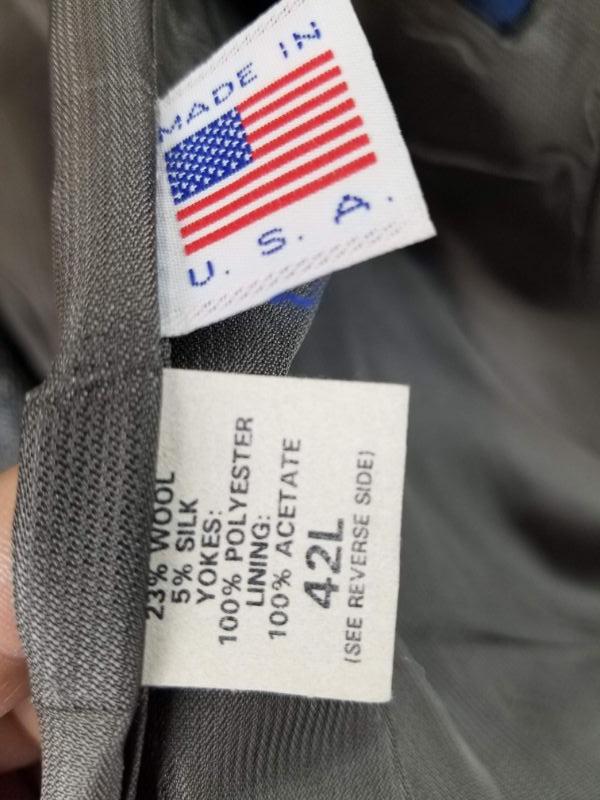 MADE IN
U. S. A.
23% WOOL
5% SILK
YOKES:
100% POLYESTER
LINING:
100% ACETATE
42L
(SEE REVERSE SIDE)